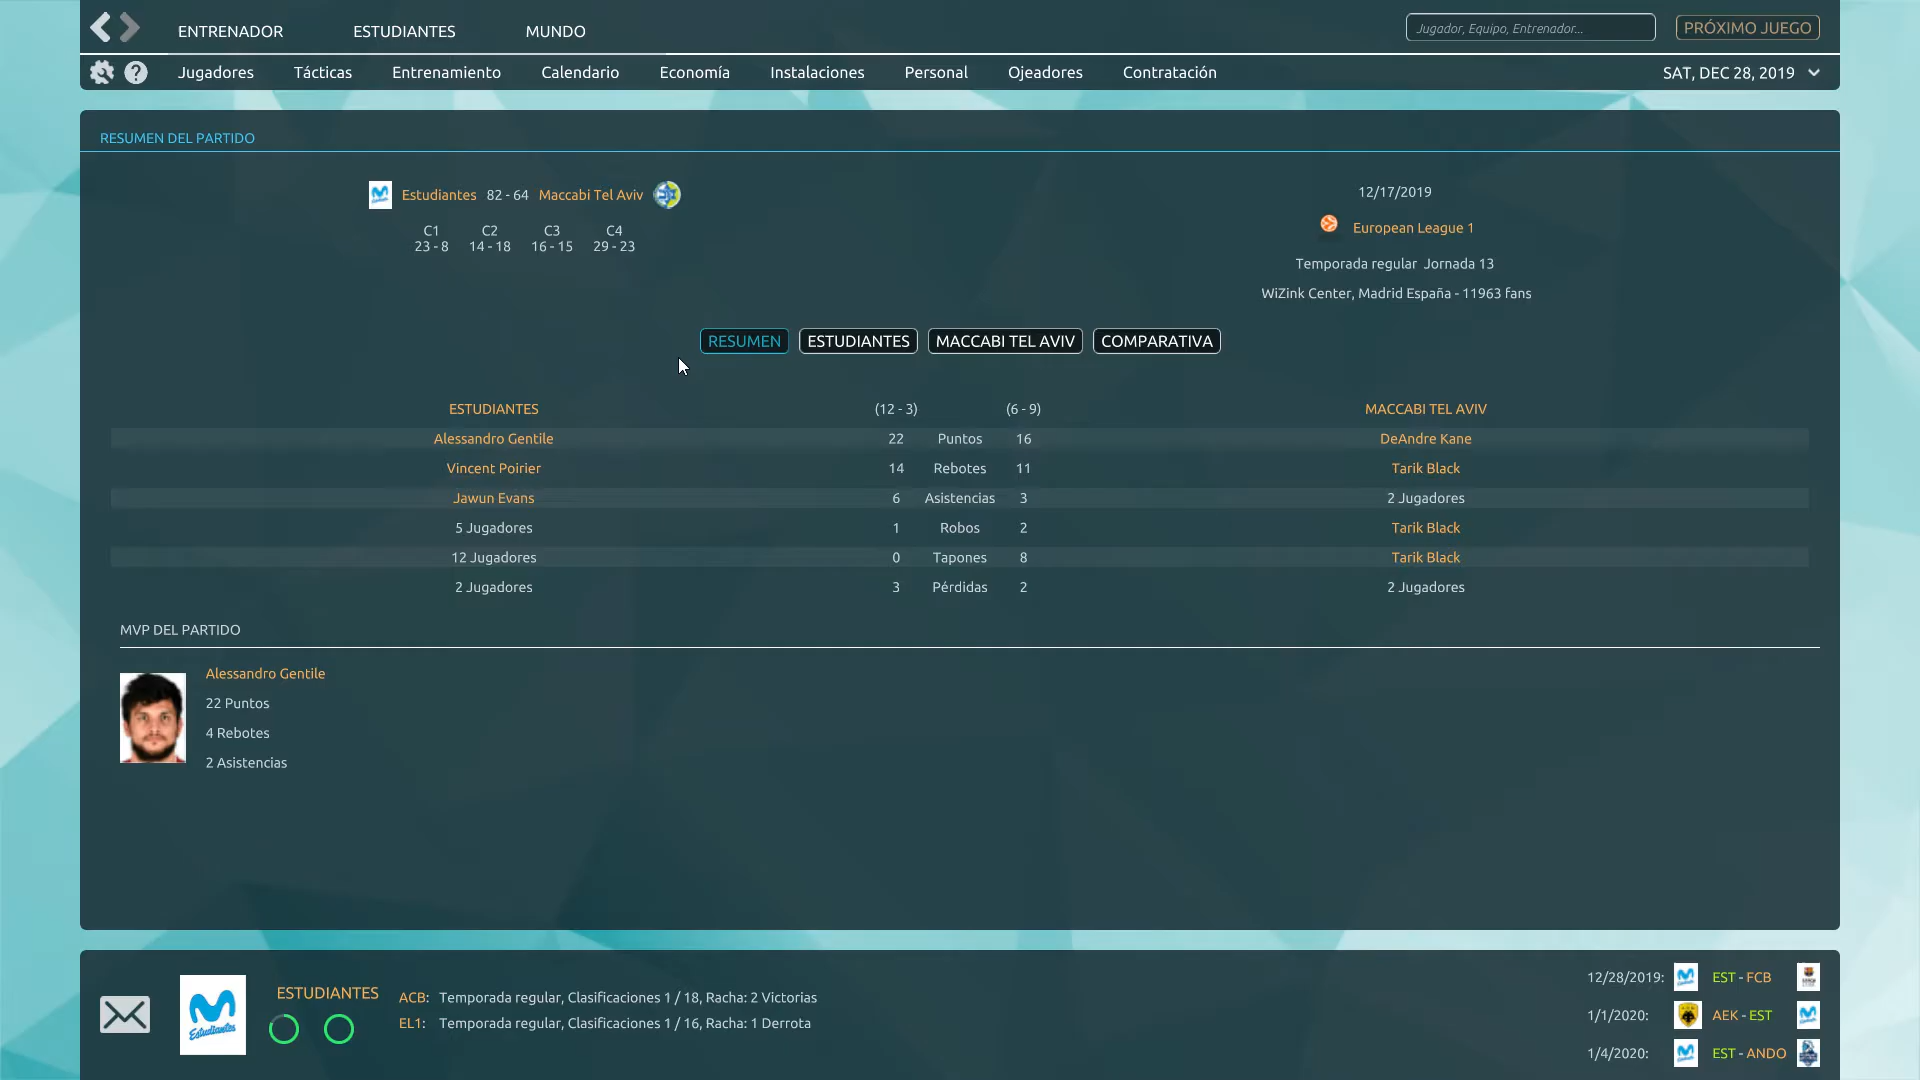 ENTRENADOR ESTUDIANTES MUNDO Jugador, Equipo, Entrenador... PRÓXIMO JUEGO
? Jugadores Tácticas Entrenamiento Calendario Economía Instalaciones Personal Ojeadores Contratación SAT, DEC 28, 2019
RESUMEN DEL PARTIDO
Estudiantes 82 - 64 Maccabi Tel Aviv
C1 C2 C3 C4
23 - 8 14 - 18 16 - 15 29 - 23
12/17/2019
European League 1
Temporada regular Jornada 13
WiZink Center, Madrid España - 11963 fans
RESUMEN ESTUDIANTES MACCABI TEL AVIV COMPARATIVA
ESTUDIANTES (12 - 3) (6 - 9) MACCABI TEL AVIV
Alessandro Gentile 22 Puntos 16 DeAndre Kane
Vincent Poirier 14 Rebotes 11 Tarik Black
Jawun Evans 6 Asistencias 3 2 Jugadores
5 Jugadores 1 Robos 2 Tarik Black
12 Jugadores 0 Tapones 8 Tarik Black
2 Jugadores 3 Pérdidas 2 2 Jugadores
MVP DEL PARTIDO
Alessandro Gentile
22 Puntos
4 Rebotes
2 Asistencias
Estudiantes
ESTUDIANTES
ACB: Temporada regular, Clasificaciones 1 / 18, Racha: 2 Victorias
EL1: Temporada regular, Clasificaciones 1 / 16, Racha: 1 Derrota
12/28/2019: EST - FCB
1/1/2020: AEK - EST
1/4/2020: EST - ANDO